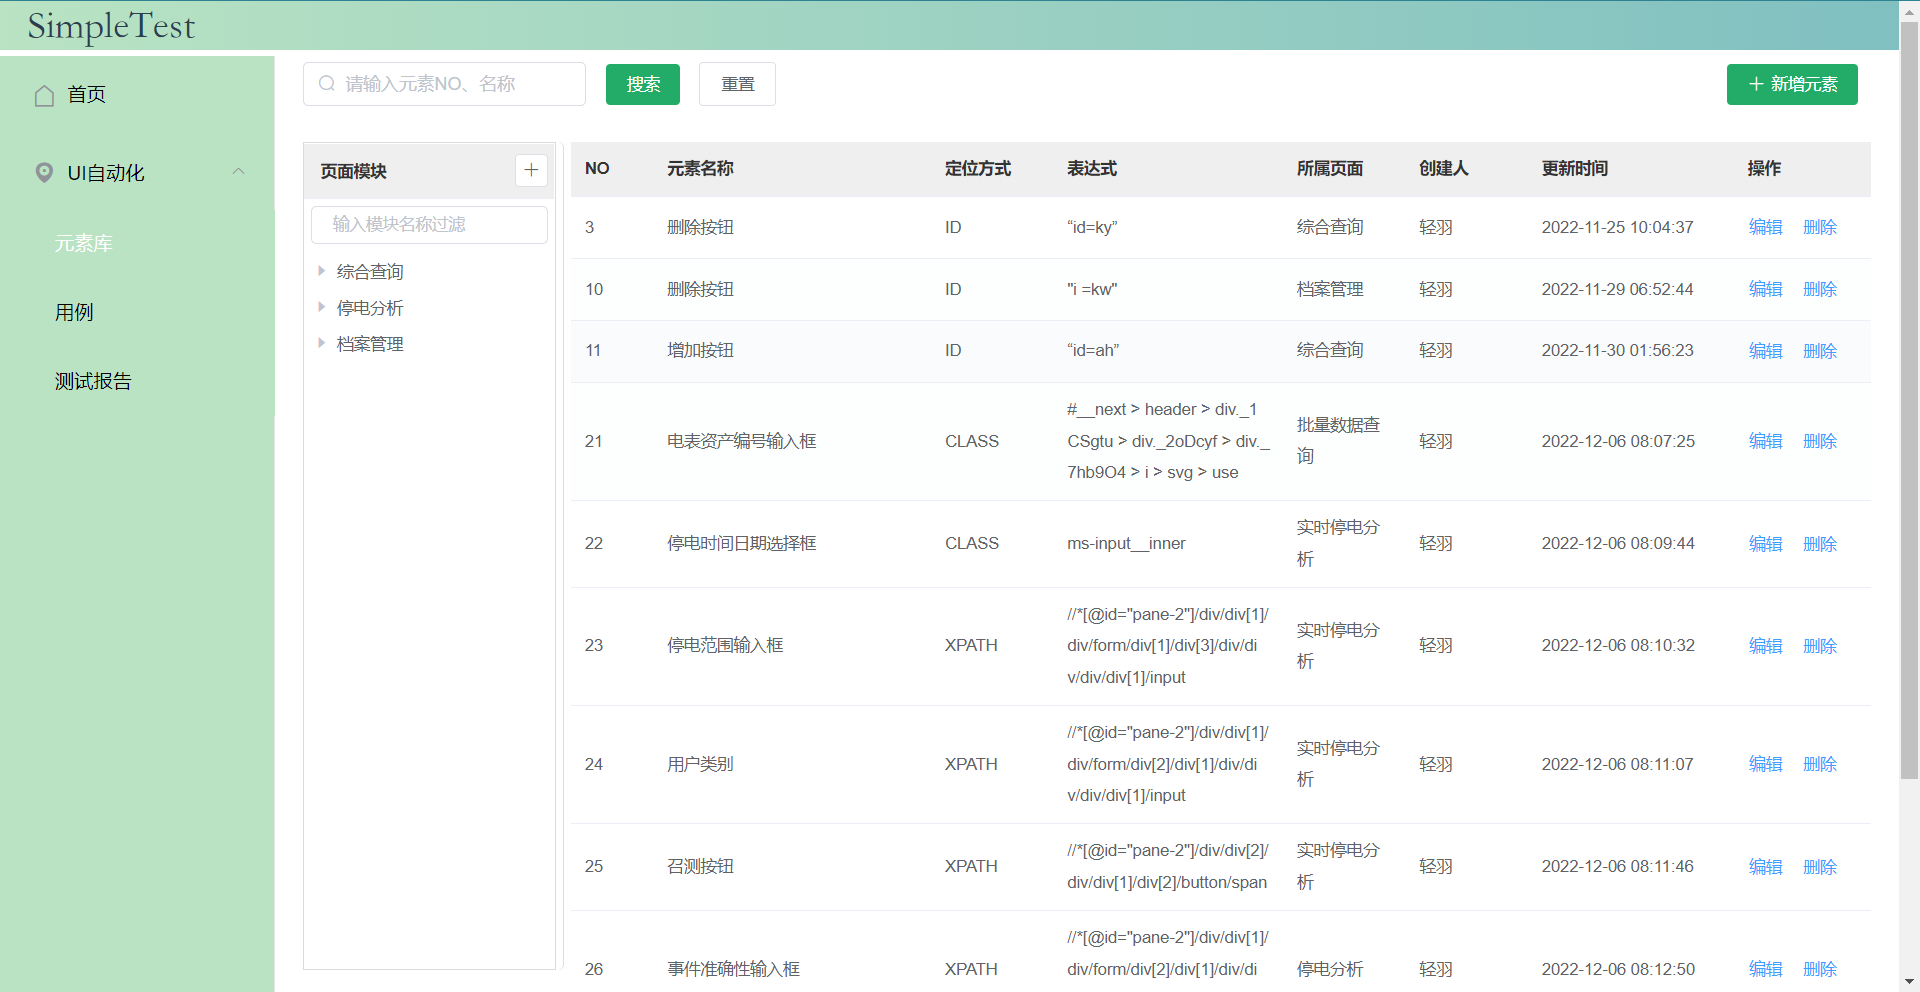 SimpleTest
首页
UI自动化
元素库
用例
测试报告
请输入元素NO、名称
搜索
重置
新增元素
页面模块
输入模块名称过滤
综合查询
停电分析
档案管理
NO 元素名称 定位方式 表达式 所属页面 创建人 更新时间 操作
3 删除按钮 ID “id=ky” 综合查询 轻羽 2022-11-25 10:04:37 编辑 删除
10 删除按钮 ID "i =kw" 档案管理 轻羽 2022-11-29 06:52:44 编辑 删除
11 增加按钮 ID “id=ah” 综合查询 轻羽 2022-11-30 01:56:23 编辑 删除
21 电表资产编号输入框 CLASS
#__next > header > div._1
CSgtu > div._2oDcyf > div._
7hb9O4 > i > svg > use
批量数据查
询
轻羽 2022-12-06 08:07:25 编辑 删除
22 停电时间日期选择框 CLASS ms-input__inner
实时停电分
析
轻羽 2022-12-06 08:09:44 编辑 删除
23 停电范围输入框 XPATH
//*[@id="pane-2"]/div/div[1]/
div/form/div[1]/div[3]/div/di
v/div/div[1]/input
实时停电分
析
轻羽 2022-12-06 08:10:32 编辑 删除
24 用户类别 XPATH
//*[@id="pane-2"]/div/div[1]/
div/form/div[2]/div[1]/div/di
v/div/div[1]/input
实时停电分
析
轻羽 2022-12-06 08:11:07 编辑 删除
25 召测按钮 XPATH
//*[@id="pane-2"]/div/div[2]/
div/div[1]/div[2]/button/span
实时停电分
析
轻羽 2022-12-06 08:11:46 编辑 删除
26 事件准确性输入框 XPATH
//*[@id="pane-2"]/div/div[1]/
div/form/div[2]/div[1]/div/di
停电分析 轻羽 2022-12-06 08:12:50 编辑 删除